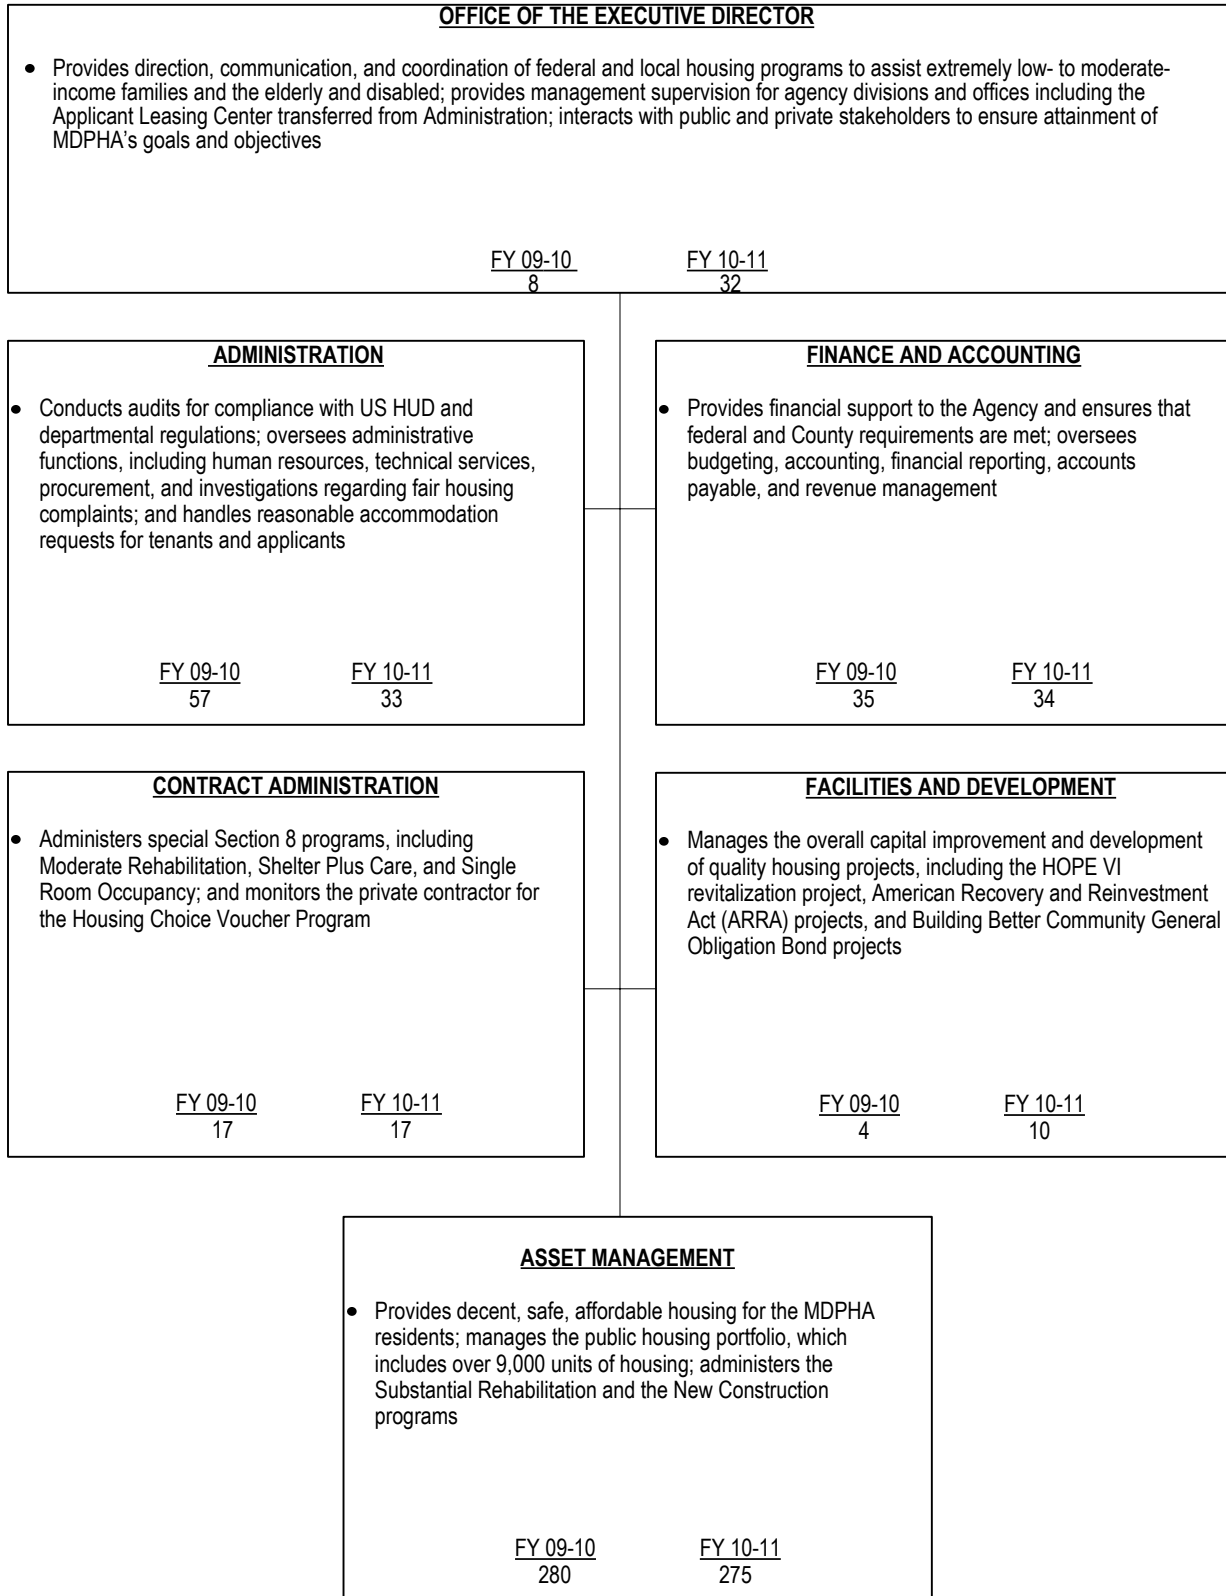 OFFICE OF THE EXECUTIVE DIRECTOR
• Provides direction, communication, and coordination of federal and local housing programs to assist extremely low- to moderate-
income families and the elderly and disabled; provides management supervision for agency divisions and offices including the
Applicant Leasing Center transferred from Administration; interacts with public and private stakeholders to ensure attainment of
MDPHA's goals and objectives
FY 09-10 FY 10-11
8 32
ADMINISTRATION
• Conducts audits for compliance with US HUD and
departmental regulations; oversees administrative
functions, including human resources, technical services,
procurement, and investigations regarding fair housing
complaints; and handles reasonable accommodation
requests for tenants and applicants
FY 09-10 FY 10-11
57 33
FINANCE AND ACCOUNTING
• Provides financial support to the Agency and ensures that
federal and County requirements are met; oversees
budgeting, accounting, financial reporting, accounts
payable, and revenue management
FY 09-10 FY 10-11
35 34
CONTRACT ADMINISTRATION
• Administers special Section 8 programs, including
Moderate Rehabilitation, Shelter Plus Care, and Single
Room Occupancy; and monitors the private contractor for
the Housing Choice Voucher Program
FY 09-10 FY 10-11
17 17
FACILITIES AND DEVELOPMENT
• Manages the overall capital improvement and development
of quality housing projects, including the HOPE VI
revitalization project, American Recovery and Reinvestment
Act (ARRA) projects, and Building Better Community General
Obligation Bond projects
FY 09-10 FY 10-11
4 10
ASSET MANAGEMENT
• Provides decent, safe, affordable housing for the MDPHA
residents; manages the public housing portfolio, which
includes over 9,000 units of housing; administers the
Substantial Rehabilitation and the New Construction
programs
FY 09-10 FY 10-11
280 275